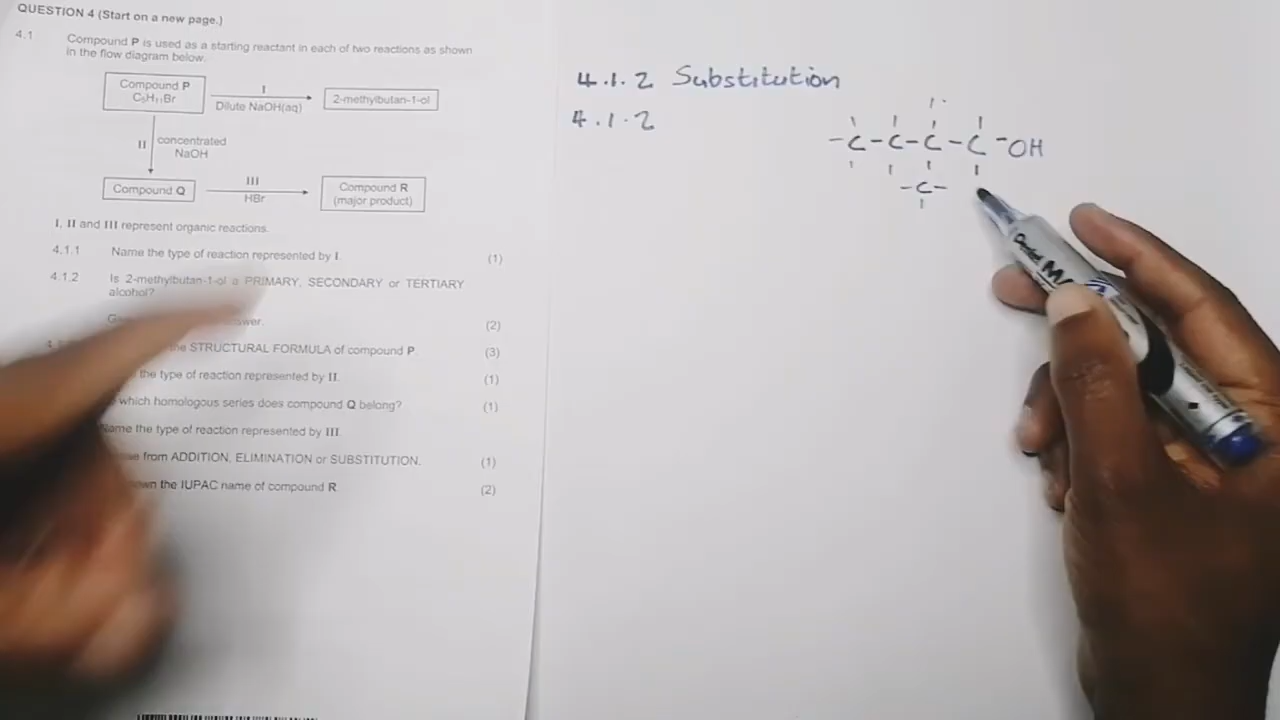 QUESTION 4 (Start on a new page.)
4.1 Compound P is used as a starting reactant in each of two reactions as shown
in the flow diagram below.
Compound P
C₅H₁₁Br
I
Dilute NaOH(aq)
2-methylbutan-1-ol
II
concentrated
NaOH
Compound Q
III
HBr
Compound R
(major product)
I, II and III represent organic reactions.
4.1.1 Name the type of reaction represented by I. (1)
4.1.2 Is 2-methylbutan-1-ol a PRIMARY, SECONDARY or TERTIARY
alcohol?
(2)
the STRUCTURAL FORMULA of compound P. (3)
the type of reaction represented by II. (1)
which homologous series does compound Q belong? (1)
Name the type of reaction represented by III.
from ADDITION, ELIMINATION or SUBSTITUTION. (1)
down the IUPAC name of compound R. (2)
4.1.2 Substitution
4.1.2
-C-C-C-C-OH
-C-
Pentel